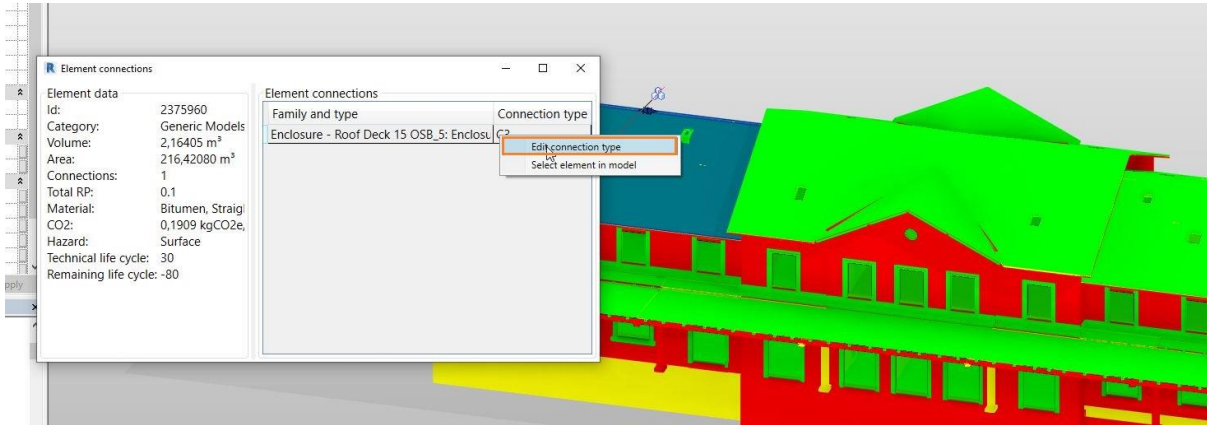 Element connections
Element data
Id: 2375960
Category: Generic Models
Volume: 2,16405 m³
Area: 216,42080 m³
Connections: 1
Total RP: 0.1
Material: Bitumen, Straigl
CO2: 0,1909 kgCO2e,
Hazard: Surface
Technical life cycle: 30
Remaining life cycle: -80
Element connections
Family and type Connection type
Enclosure - Roof Deck 15 OSB_5: Enclosu C3
Edit connection type
Select element in model
pply